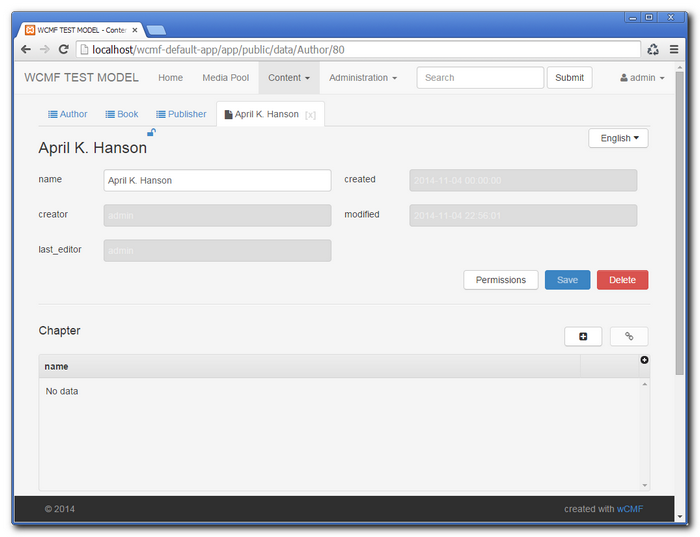 WCMF TEST MODEL - Conten
localhost/wcmf-default-app/app/public/data/Author/80
WCMF TEST MODEL Home Media Pool Content Administration Search Submit admin
Author Book Publisher April K. Hanson [x]
April K. Hanson English
name April K. Hanson created 2014-11-04 00:00:00
creator admin modified 2014-11-04 22:56:01
last_editor admin
Permissions Save Delete
Chapter
name
No data
© 2014 created with wCMF